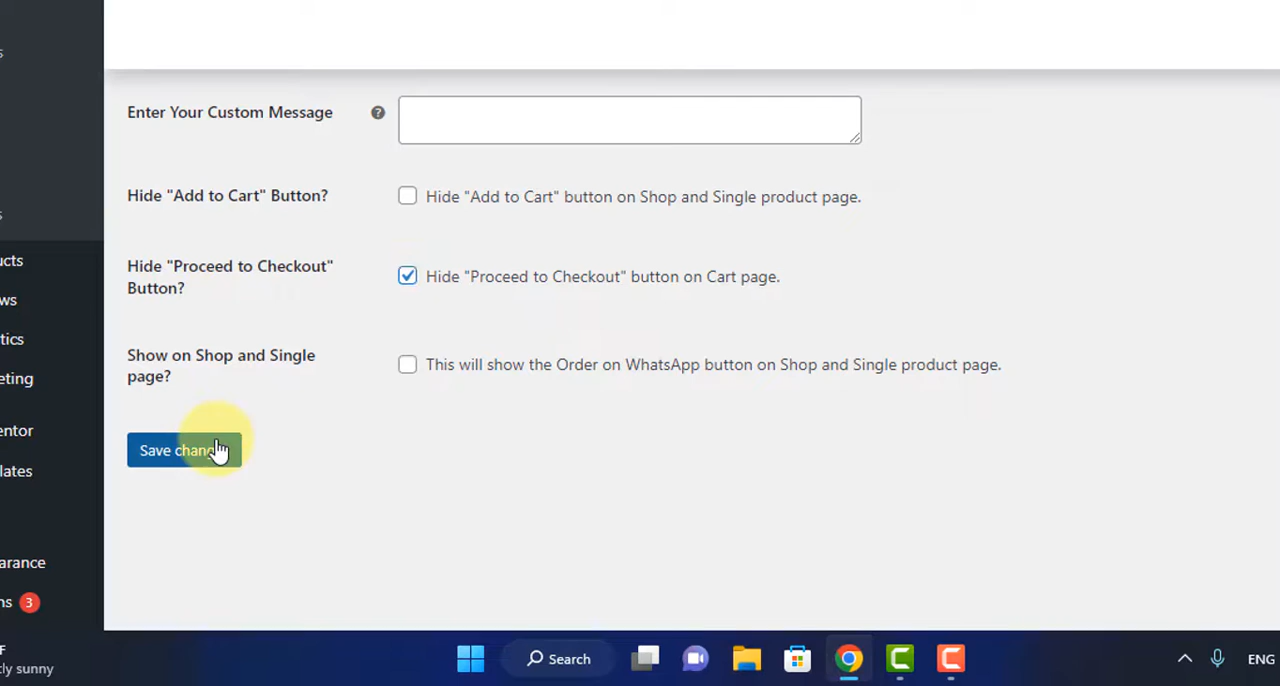 Enter Your Custom Message ?
Hide "Add to Cart" Button?
Hide "Add to Cart" button on Shop and Single product page.
Hide "Proceed to Checkout"
Button?
Hide "Proceed to Checkout" button on Cart page.
Show on Shop and Single
page?
This will show the Order on WhatsApp button on Shop and Single product page.
Save chang
s
s
ucts
ws
tics
eting
entor
lates
arance
ns 3
F
tly sunny
Search
ENG